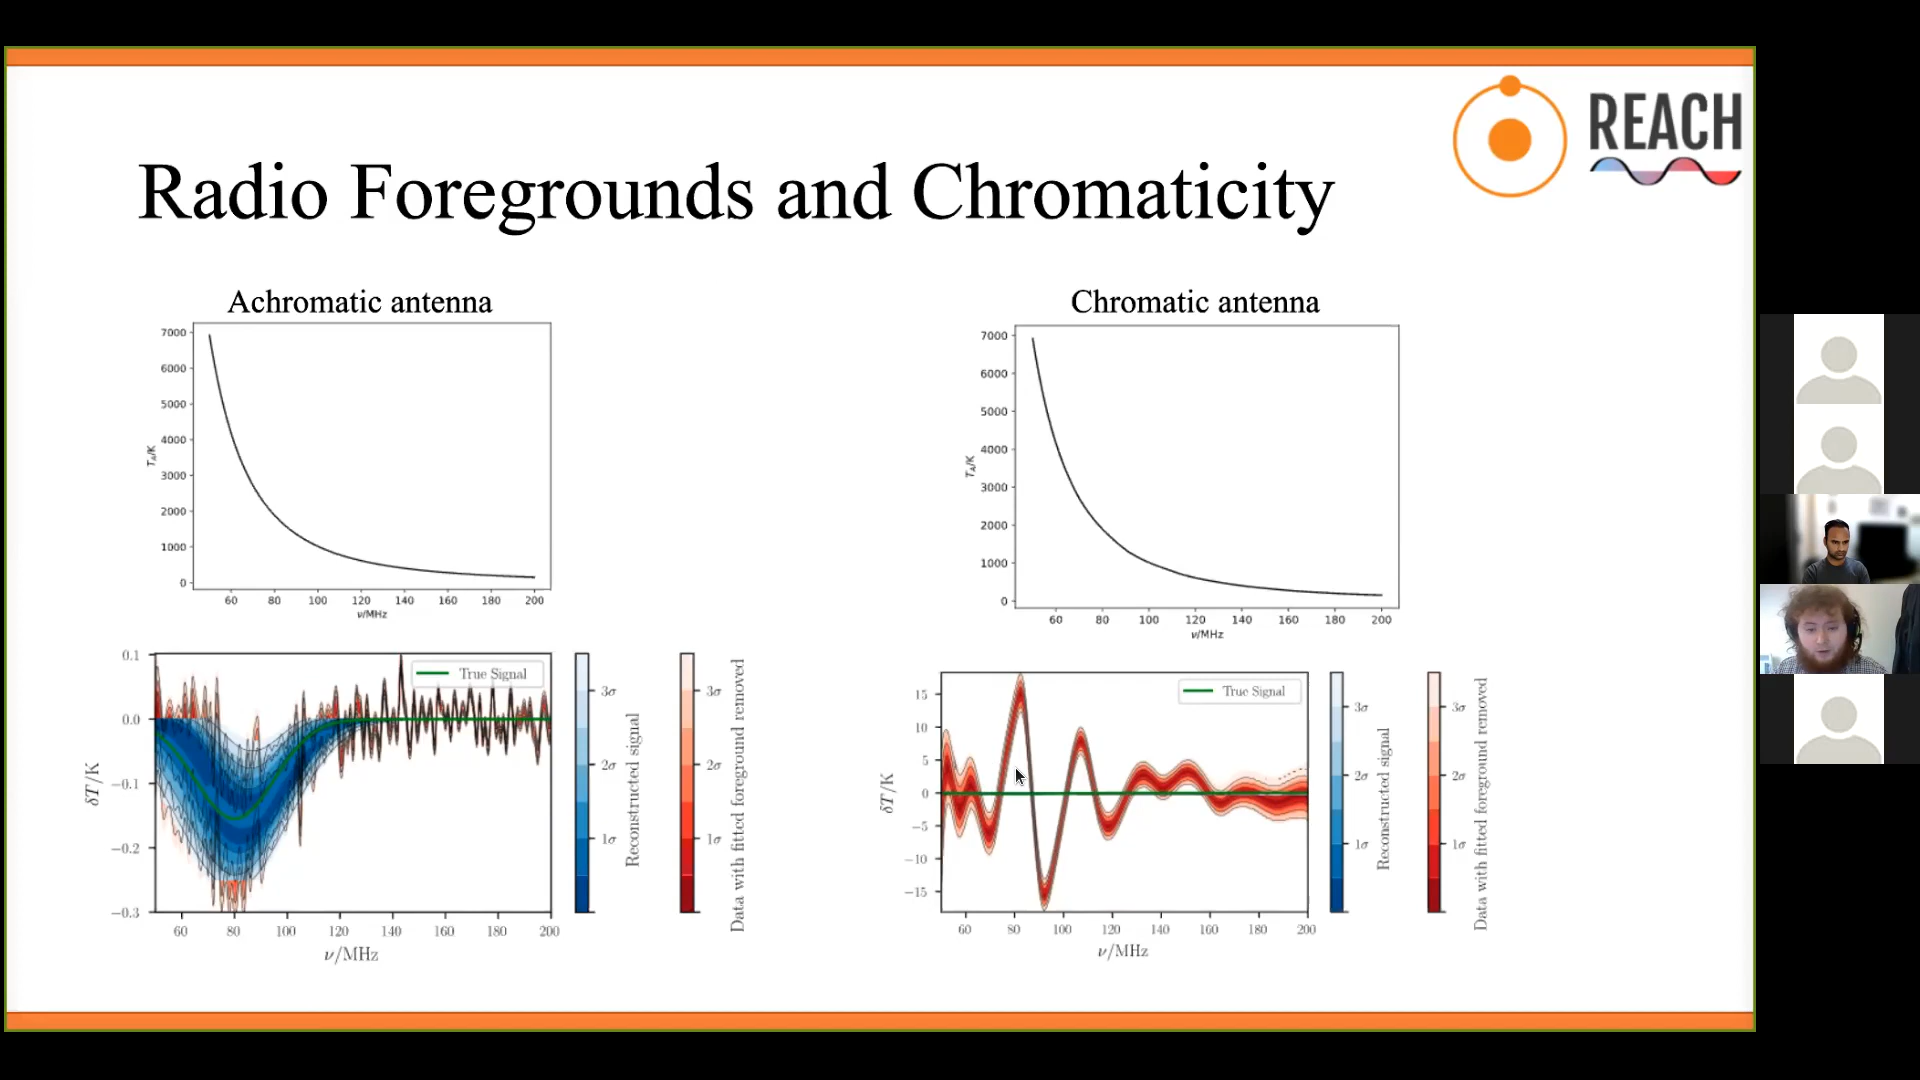 REACH
Radio Foregrounds and Chromaticity
Achromatic antenna
7000
6000
5000
4000
3000
2000
1000
0
T_A/K
60 80 100 120 140 160 180 200
ν/MHz
Chromatic antenna
7000
6000
5000
4000
3000
2000
1000
0
T_A/K
60 80 100 120 140 160 180 200
ν/MHz
True Signal
0.1
0.0
−0.1
−0.2
−0.3
δT/K
60 80 100 120 140 160 180 200
ν/MHz
3σ
2σ
1σ
Reconstructed signal
3σ
2σ
1σ
Data with fitted foreground removed
True Signal
15
10
5
0
−5
−10
−15
δT/K
60 80 100 120 140 160 180 200
ν/MHz
3σ
2σ
1σ
Reconstructed signal
3σ
2σ
1σ
Data with fitted foreground removed